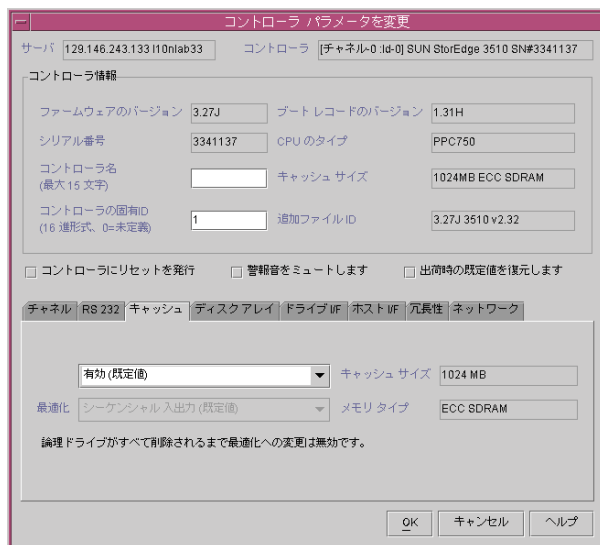 コントローラ パラメータを変更
サーバ 129.146.243.133 l10nlab33 コントローラ [チャネル-0 :Id-0] SUN StorEdge 3510 SN#3341137
コントローラ情報
ファームウェアのバージョン 3.27J ブート レコードのバージョン 1.31H
シリアル番号 3341137 CPU のタイプ PPC750
コントローラ名
(最大 15 文字) キャッシュ サイズ 1024MB ECC SDRAM
コントローラの固有ID
(16 進形式、0=未定義) 1 追加ファイル ID 3.27J 3510 v2.32
コントローラにリセットを発行 警報音をミュートします 出荷時の既定値を復元します
チャネル RS 232 キャッシュ ディスク アレイ ドライブ I/F ホスト I/F 冗長性 ネットワーク
有効 (既定値) キャッシュ サイズ 1024 MB
最適化 シーケンシャル 入出力 (既定値) メモリ タイプ ECC SDRAM
論理ドライブがすべて削除されるまで最適化への変更は無効です。
OK キャンセル ヘルプ